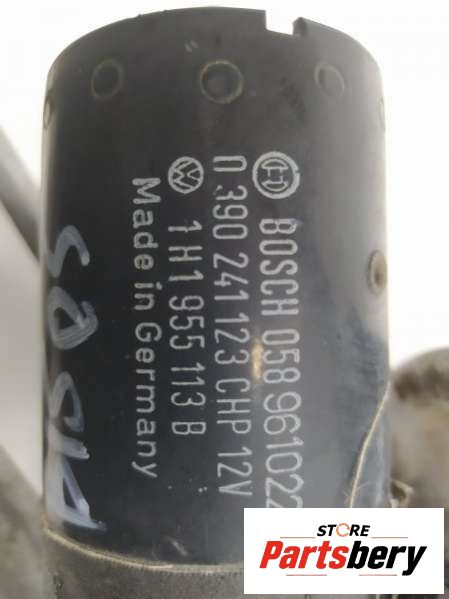 BOSCH 058 961022
0 390 241 123 CHP 12V
1H1 955 113 B
Made in Germany
STORE
Partsbery